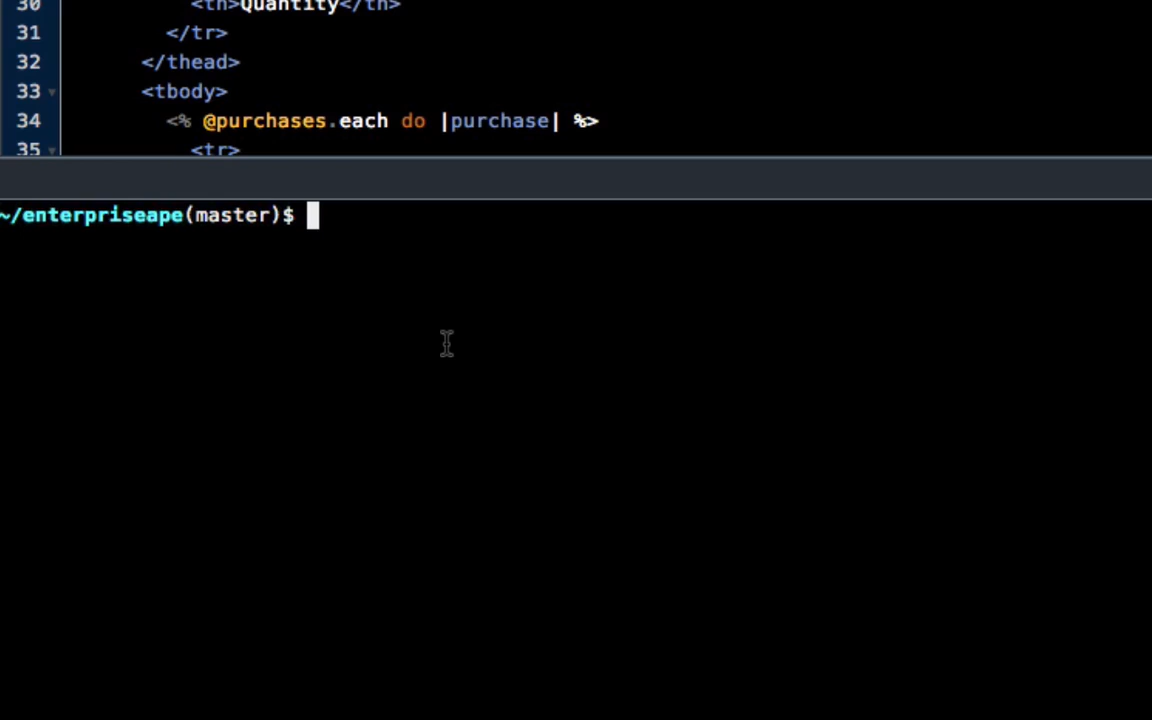 30 <th>Quantity</th>
31 </tr>
32 </thead>
33 <tbody>
34 <% @purchases.each do |purchase| %>
35 <tr>
~/enterpriseape(master)$